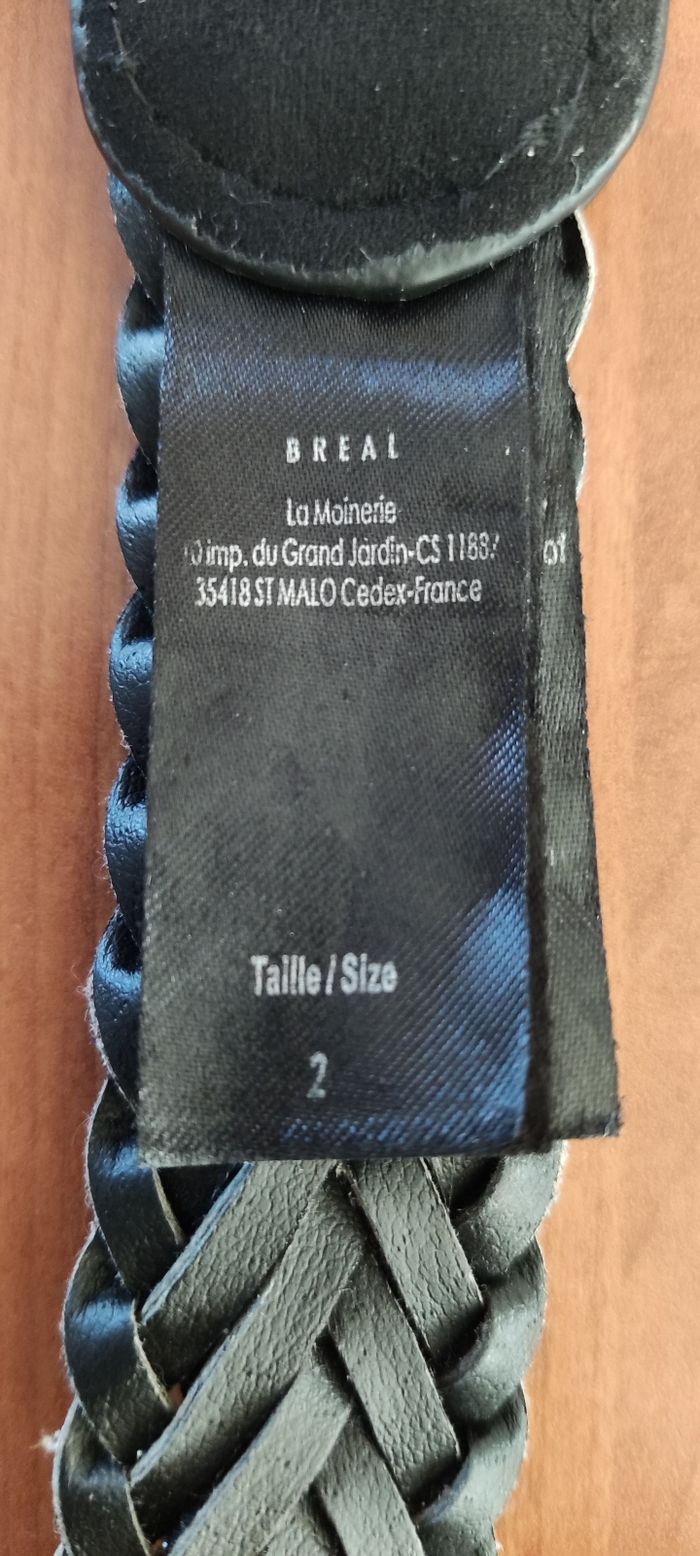 BREAL
La Moinerie
imp. du Grand Jardin-CS
35418 ST MALO Cedex-France
Taille / Size
2